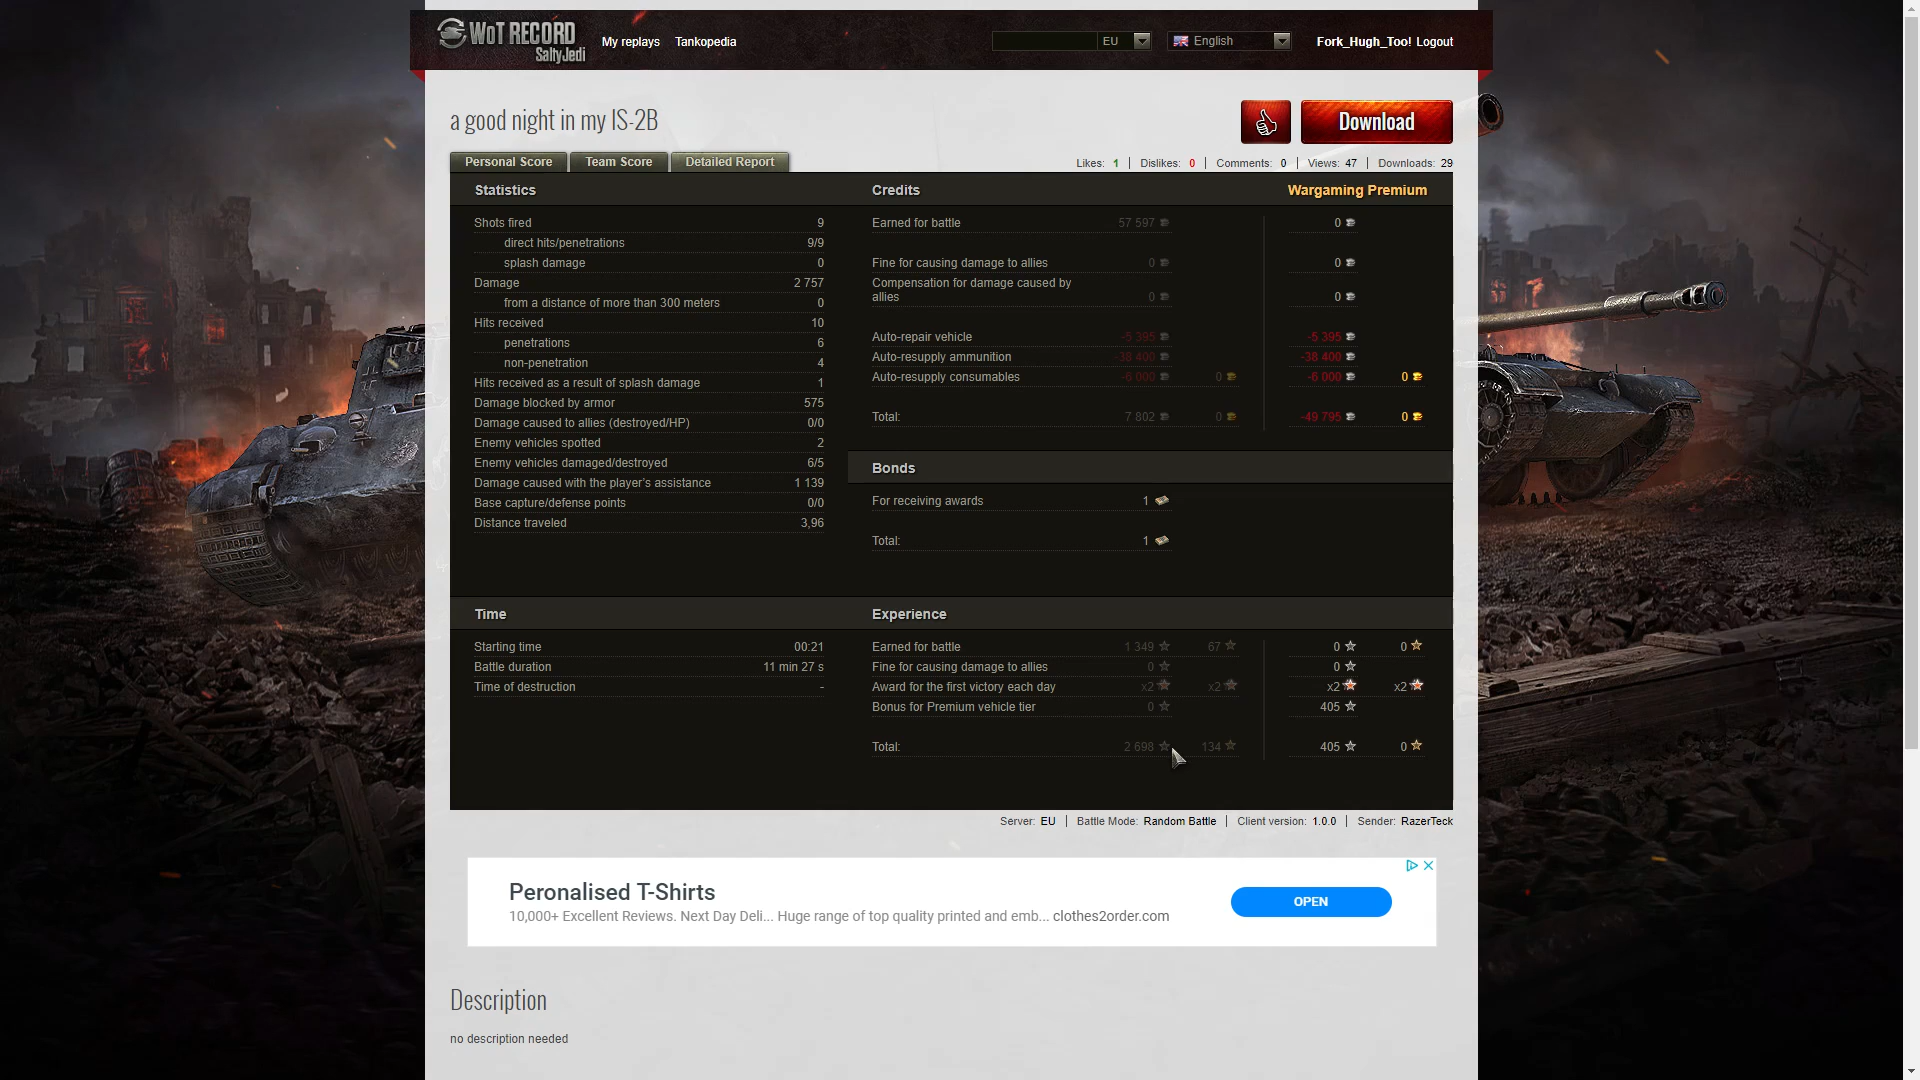 WoT RECORD
SaltyJedi
My replays Tankopedia EU English Fork_Hugh_Too! Logout
a good night in my IS-2B
Download
Personal Score Team Score Detailed Report
Likes: 1 | Dislikes: 0 | Comments: 0 | Views: 47 | Downloads: 29
Statistics
Shots fired 9
direct hits/penetrations 9/9
splash damage 0
Damage 2 757
from a distance of more than 300 meters 0
Hits received 10
penetrations 6
non-penetration 4
Hits received as a result of splash damage 1
Damage blocked by armor 575
Damage caused to allies (destroyed/HP) 0/0
Enemy vehicles spotted 2
Enemy vehicles damaged/destroyed 6/5
Damage caused with the player's assistance 1 139
Base capture/defense points 0/0
Distance traveled 3,96
Credits Wargaming Premium
Earned for battle 57 597 0
Fine for causing damage to allies 0 0
Compensation for damage caused by
allies 0 0
Auto-repair vehicle -5 395 -5 395
Auto-resupply ammunition -38 400 -38 400
Auto-resupply consumables -6 000 0 -6 000 0
Total: 7 802 0 -49 795 0
Bonds
For receiving awards 1
Total: 1
Time
Starting time 00:21
Battle duration 11 min 27 s
Time of destruction -
Experience
Earned for battle 1 349 67 0 0
Fine for causing damage to allies 0 0
Award for the first victory each day x2 x2 x2 x2
Bonus for Premium vehicle tier 0 405
Total: 2 698 134 405 0
Server: EU | Battle Mode: Random Battle | Client version: 1.0.0 | Sender: RazerTeck
Peronalised T-Shirts
10,000+ Excellent Reviews. Next Day Deli... Huge range of top quality printed and emb... clothes2order.com
OPEN
Description
no description needed